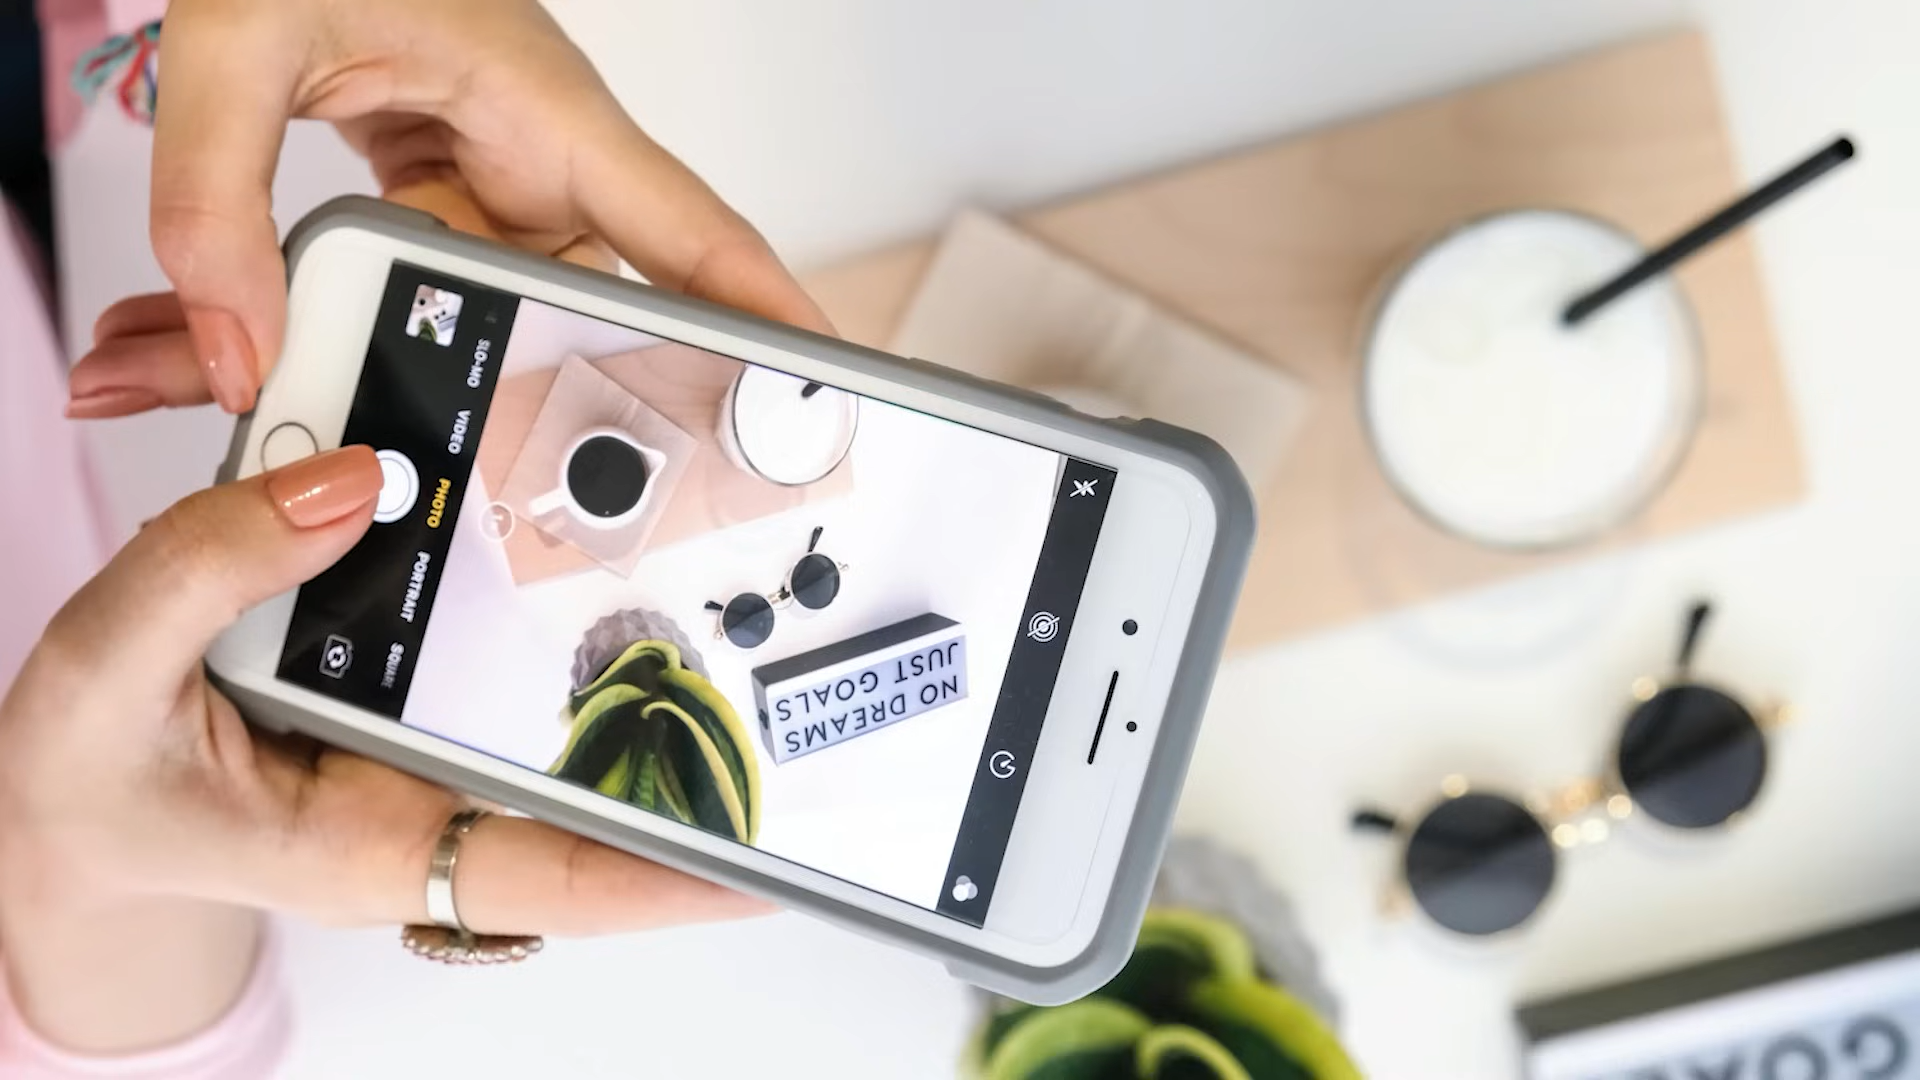 SLO-MO
VIDEO
PHOTO
PORTRAIT
SQUARE
NO DREAMS
JUST GOALS